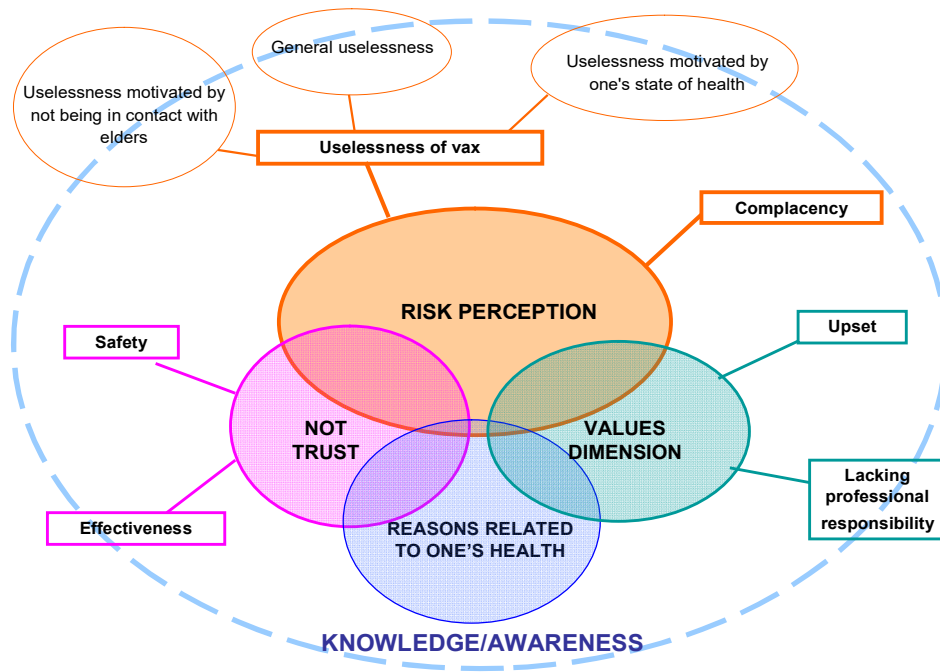 General uselessness
Uselessness motivated by
one's state of health
Uselessness motivated by
not being in contact with
elders
Uselessness of vax
Complacency
RISK PERCEPTION
Safety
Upset
NOT
TRUST
VALUES
DIMENSION
Lacking
professional
responsibility
Effectiveness
REASONS RELATED
TO ONE’S HEALTH
KNOWLEDGE/AWARENESS